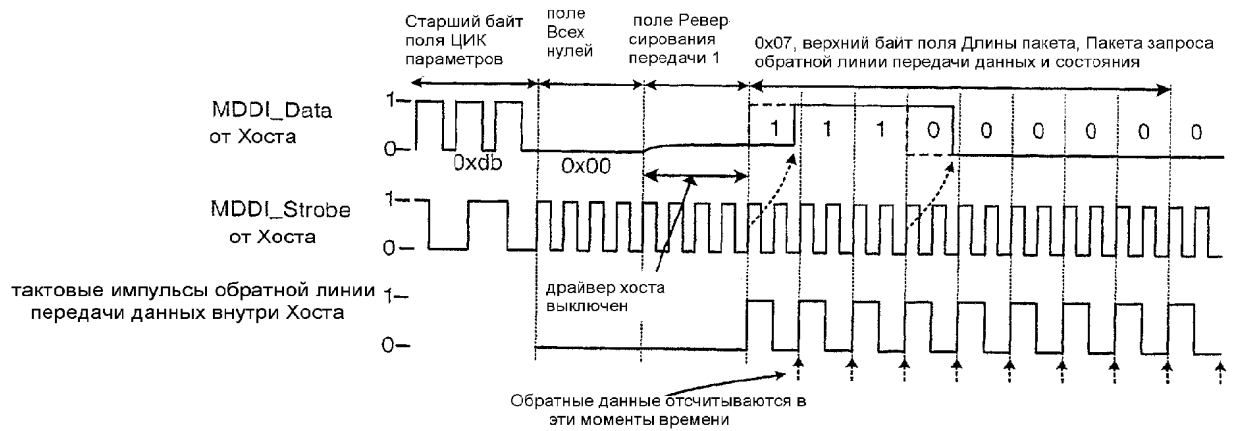 Старший байт
поля ЦИК
параметров
поле
Всех
нулей
поле Ревер-
сирования
передачи 1
0x07, верхний байт поля Длины пакета, Пакета запроса
обратной линии передачи данных и состояния
MDDI_Data
от Хоста
1
0
0xdb
0x00
1 1 1 0 0 0 0 0 0
MDDI_Strobe
от Хоста
1
0
драйвер хоста
выключен
тактовые импульсы обратной линии
передачи данных внутри Хоста
1
0
Обратные данные отсчитываются в
эти моменты времени